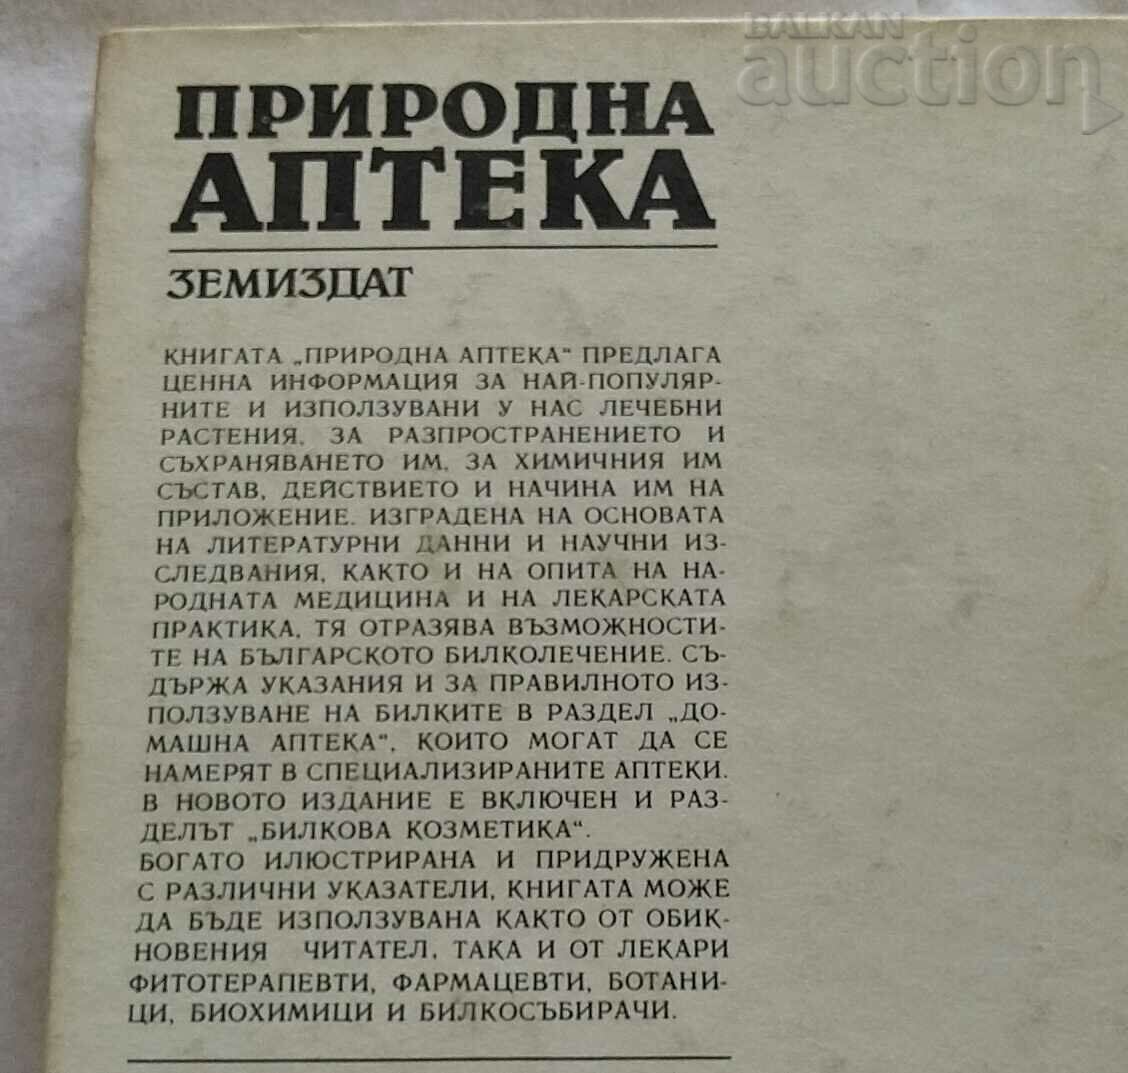 BALKAN
auction
ПРИРОДНА
АПТЕКА
ЗЕМИЗДАТ
КНИГАТА „ПРИРОДНА АПТЕКА“ ПРЕДЛАГА
ЦЕННА ИНФОРМАЦИЯ ЗА НАЙ-ПОПУЛЯР-
НИТЕ И ИЗПОЛЗУВАНИ У НАС ЛЕЧЕБНИ
РАСТЕНИЯ, ЗА РАЗПРОСТРАНЕНИЕТО И
СЪХРАНЯВАНЕТО ИМ, ЗА ХИМИЧНИЯ ИМ
СЪСТАВ, ДЕЙСТВИЕТО И НАЧИНА ИМ НА
ПРИЛОЖЕНИЕ. ИЗГРАДЕНА НА ОСНОВАТА
НА ЛИТЕРАТУРНИ ДАННИ И НАУЧНИ ИЗ-
СЛЕДВАНИЯ, КАКТО И НА ОПИТА НА НА-
РОДНАТА МЕДИЦИНА И НА ЛЕКАРСКАТА
ПРАКТИКА, ТЯ ОТРАЗЯВА ВЪЗМОЖНОСТИ-
ТЕ НА БЪЛГАРСКОТО БИЛКОЛЕЧЕНИЕ. СЪ-
ДЪРЖА УКАЗАНИЯ И ЗА ПРАВИЛНОТО ИЗ-
ПОЛЗУВАНЕ НА БИЛКИТЕ В РАЗДЕЛ „ДО-
МАШНА АПТЕКА“, КОИТО МОГАТ ДА СЕ
НАМЕРЯТ В СПЕЦИАЛИЗИРАНИТЕ АПТЕКИ.
В НОВОТО ИЗДАНИЕ Е ВКЛЮЧЕН И РАЗ-
ДЕЛЪТ „БИЛКОВА КОЗМЕТИКА“.
БОГАТО ИЛЮСТРИРАНА И ПРИДРУЖЕНА
С РАЗЛИЧНИ УКАЗАТЕЛИ, КНИГАТА МОЖЕ
ДА БЪДЕ ИЗПОЛЗУВАНА КАКТО ОТ ОБИК-
НОВЕНИЯ ЧИТАТЕЛ, ТАКА И ОТ ЛЕКАРИ
ФИТОТЕРАПЕВТИ, ФАРМАЦЕВТИ, БОТАНИ-
ЦИ, БИОХИМИЦИ И БИЛКОСЪБИРАЧИ.